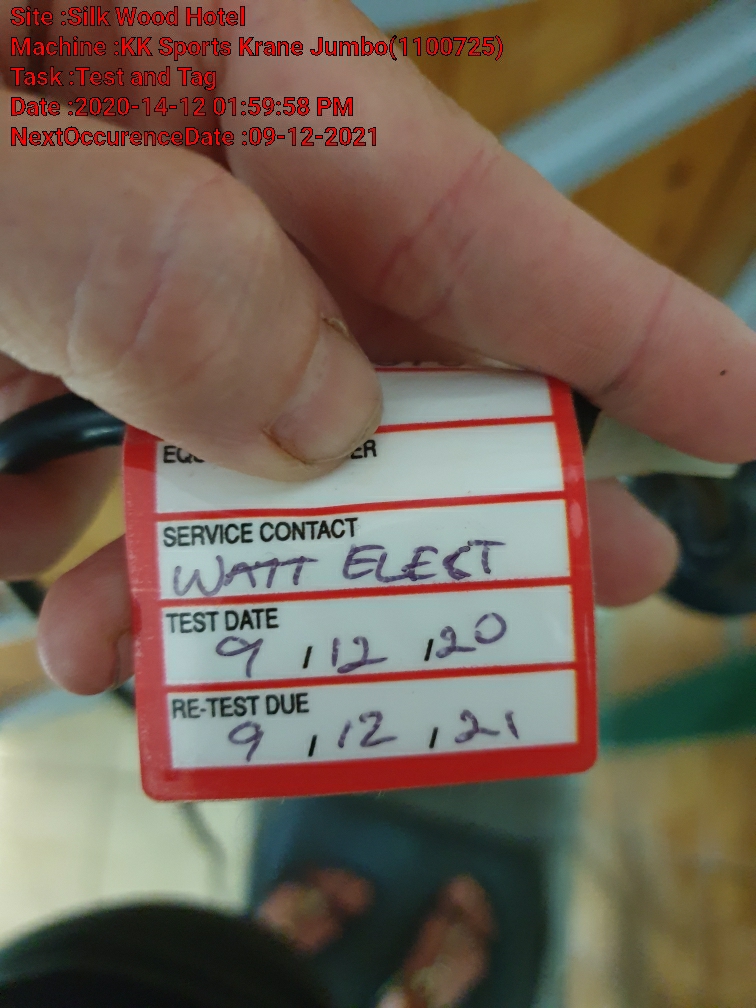 Site :Silk Wood Hotel
Machine :KK Sports Krane Jumbo(1100725)
Task :Test and Tag
Date :2020-14-12 01:59:58 PM
NextOccurenceDate :09-12-2021
SERVICE CONTACT
WATT ELECT
TEST DATE
9 / 12 / 20
RE-TEST DUE
9 / 12 / 21